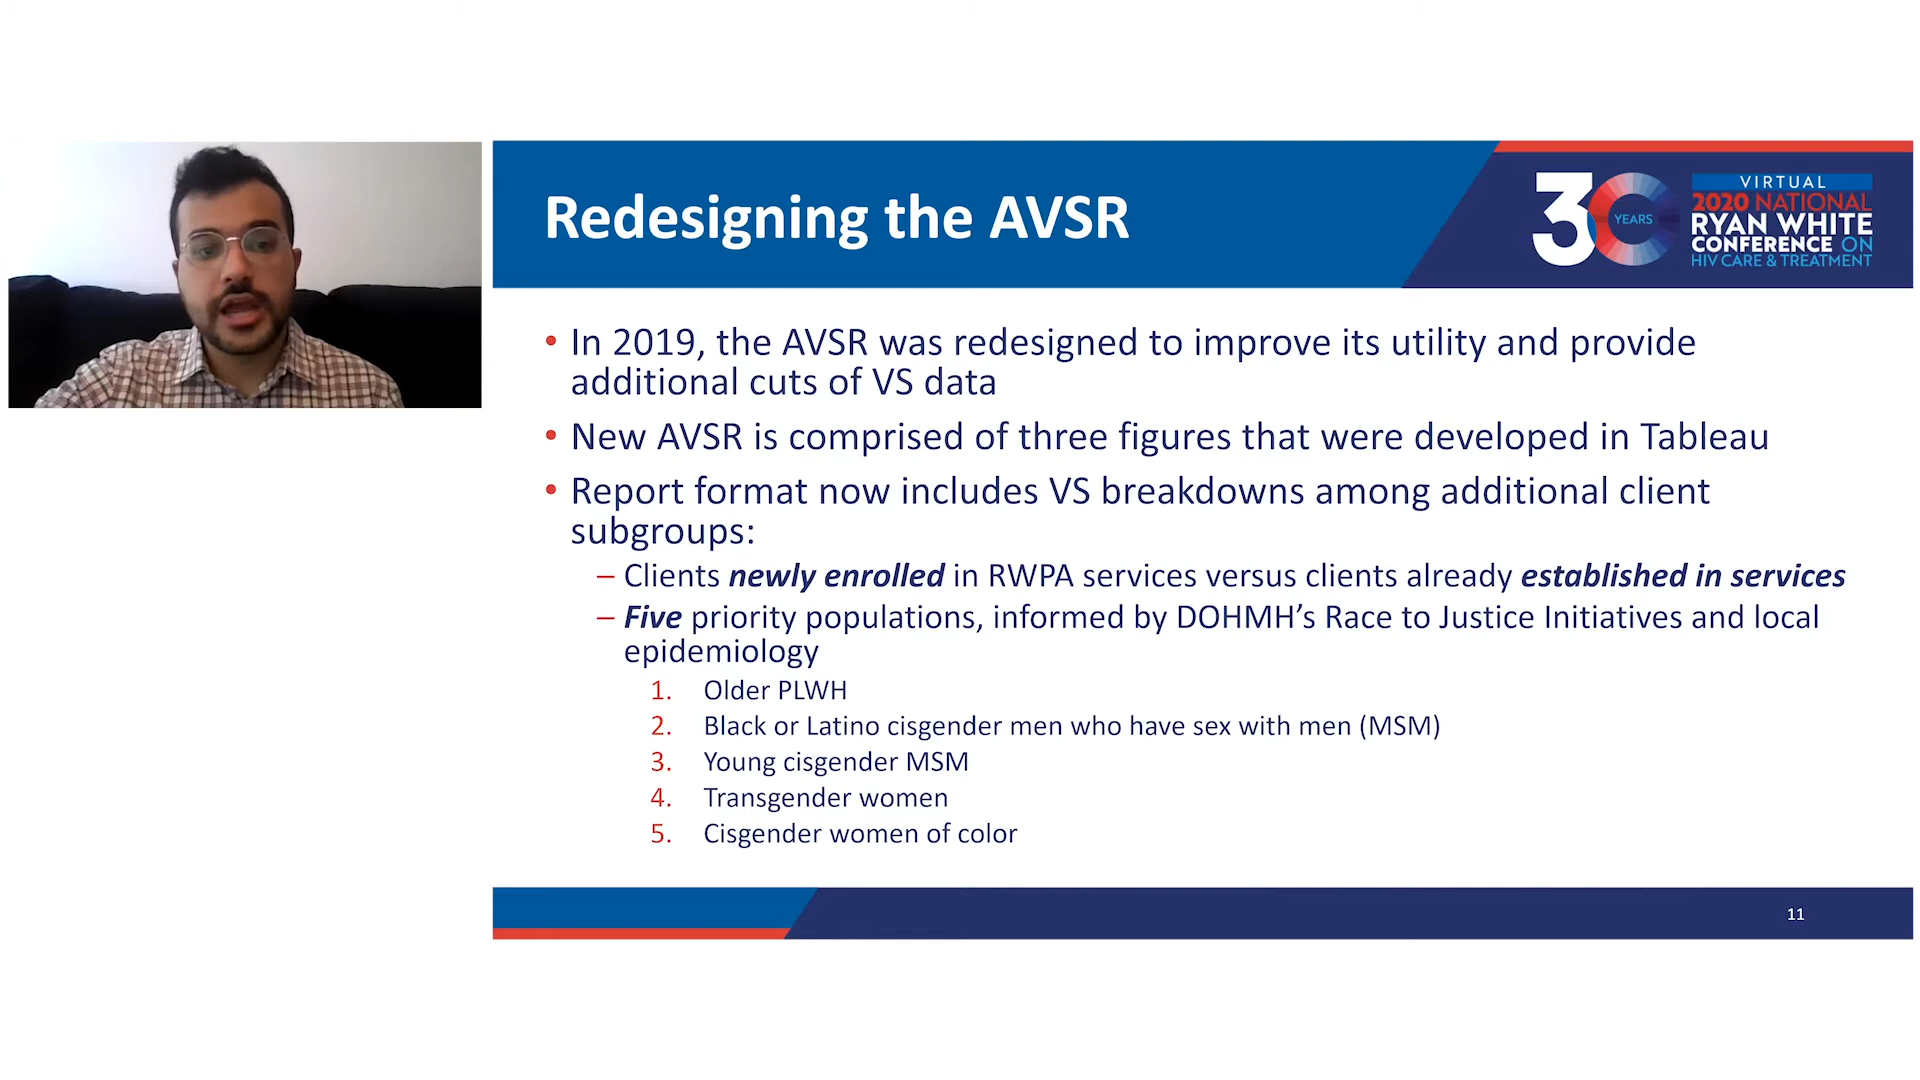 Redesigning the AVSR
30 YEARS
VIRTUAL
2020 NATIONAL
RYAN WHITE
CONFERENCE ON
HIV CARE & TREATMENT
• In 2019, the AVSR was redesigned to improve its utility and provide
additional cuts of VS data
• New AVSR is comprised of three figures that were developed in Tableau
• Report format now includes VS breakdowns among additional client
subgroups:
– Clients newly enrolled in RWPA services versus clients already established in services
– Five priority populations, informed by DOHMH’s Race to Justice Initiatives and local
epidemiology
1. Older PLWH
2. Black or Latino cisgender men who have sex with men (MSM)
3. Young cisgender MSM
4. Transgender women
5. Cisgender women of color
11